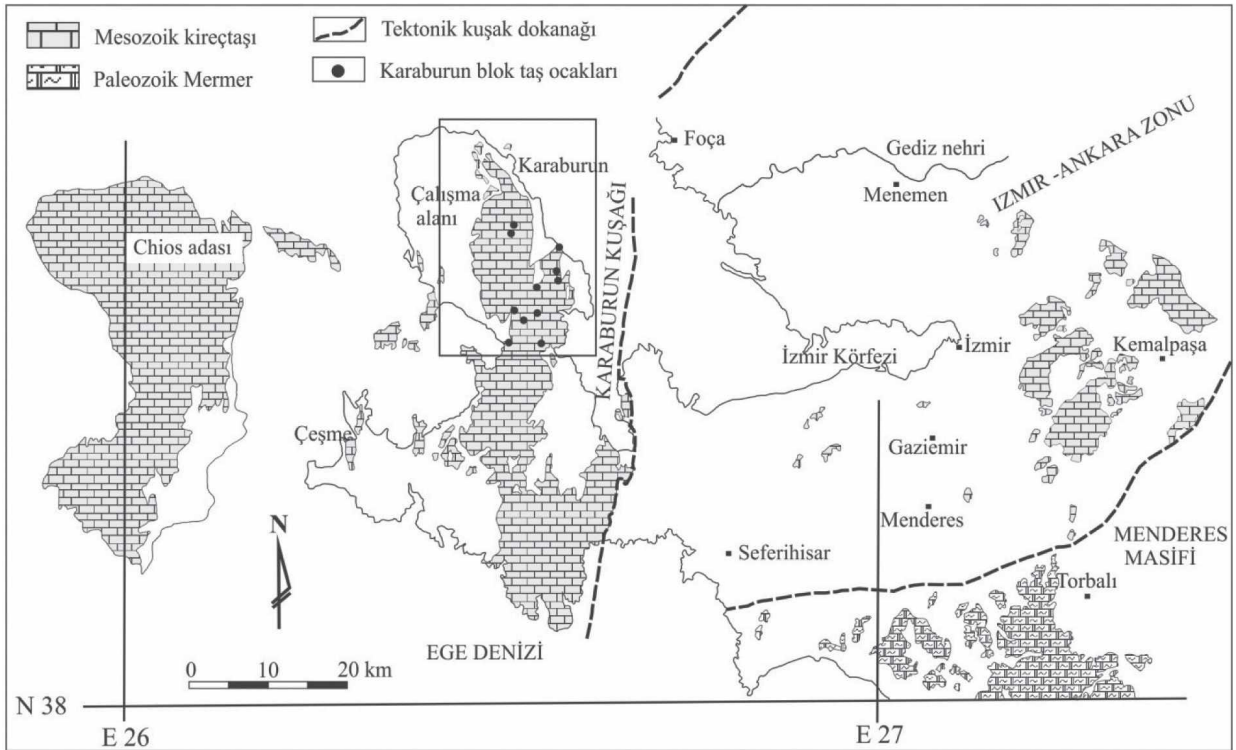 Mesozoik kireçtaşı
Paleozoik Mermer
Tektonik kuşak dokanağı
Karaburun blok taş ocakları
Foça
Gediz nehri
Menemen
IZMIR -ANKARA ZONU
Karaburun
Çalışma
alanı
Chios adası
KARABURUN KUŞAĞI
İzmir Körfezi
İzmir
Kemalpaşa
Çeşme
Gaziemir
Menderes
MENDERES
MASİFİ
Seferihisar
Torbalı
N
EGE DENİZİ
0 10 20 km
N 38
E 26
E 27